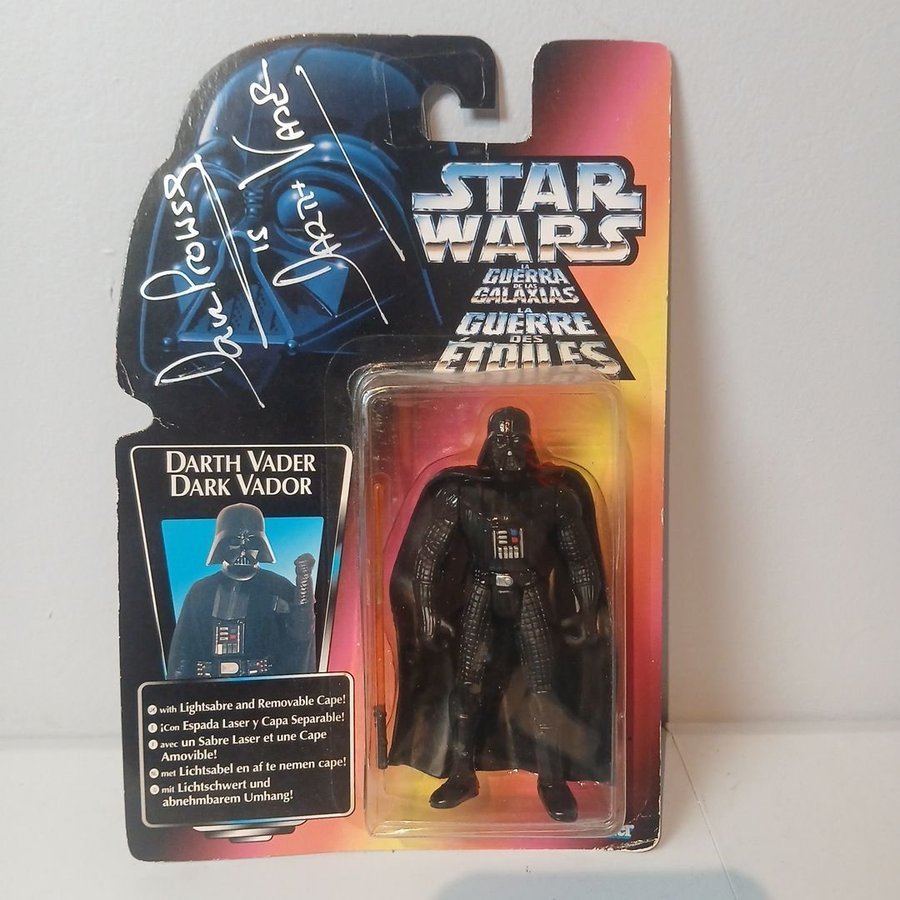 Dave Prowse
is
Darth Vader
STAR
WARS
LA
GUERRA
DE LAS
GALAXIAS
LA
GUERRE
DES
ÉTOILES
DARTH VADER
DARK VADOR
with Lightsabre and Removable Cape!
¡Con Espada Laser y Capa Separable!
avec un Sabre Laser et une Cape
Amovible!
met Lichtsabel en af te nemen cape!
mit Lichtschwert und
abnehmbarem Umhang!